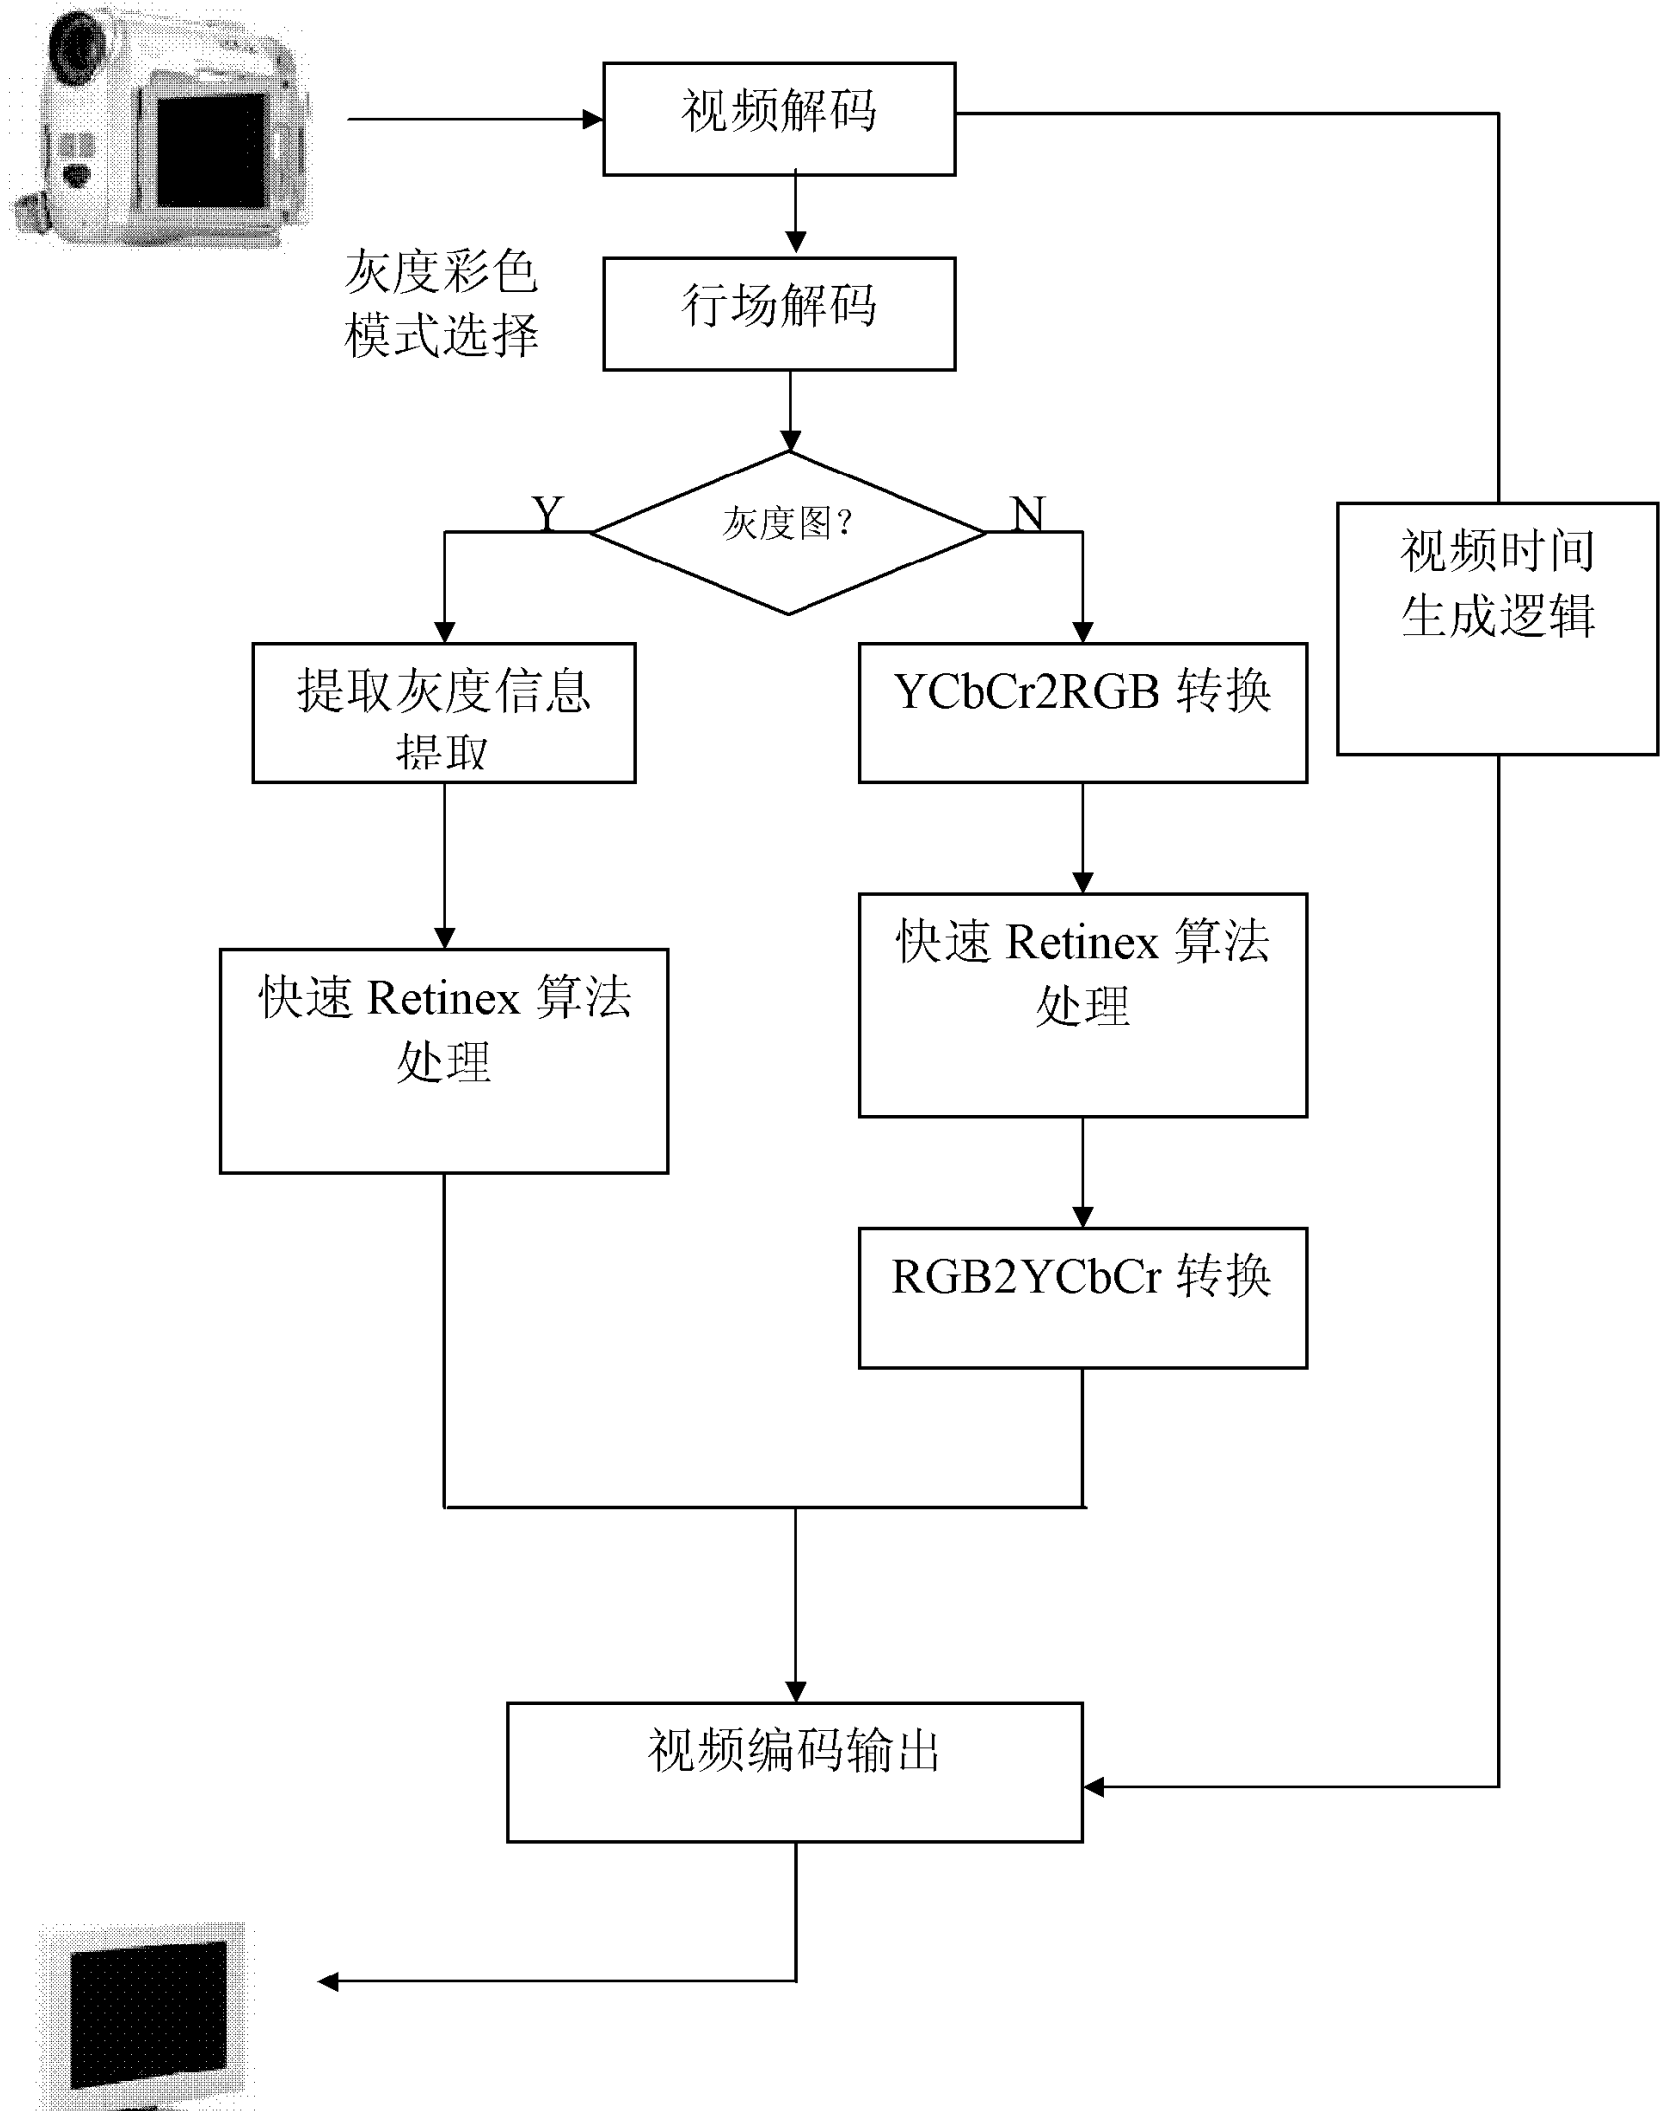 视频解码
灰度彩色
模式选择
行场解码
Y
灰度图?
N
视频时间
生成逻辑
提取灰度信息
提取
YCbCr2RGB 转换
快速 Retinex 算法
处理
快速 Retinex 算法
处理
RGB2YCbCr 转换
视频编码输出